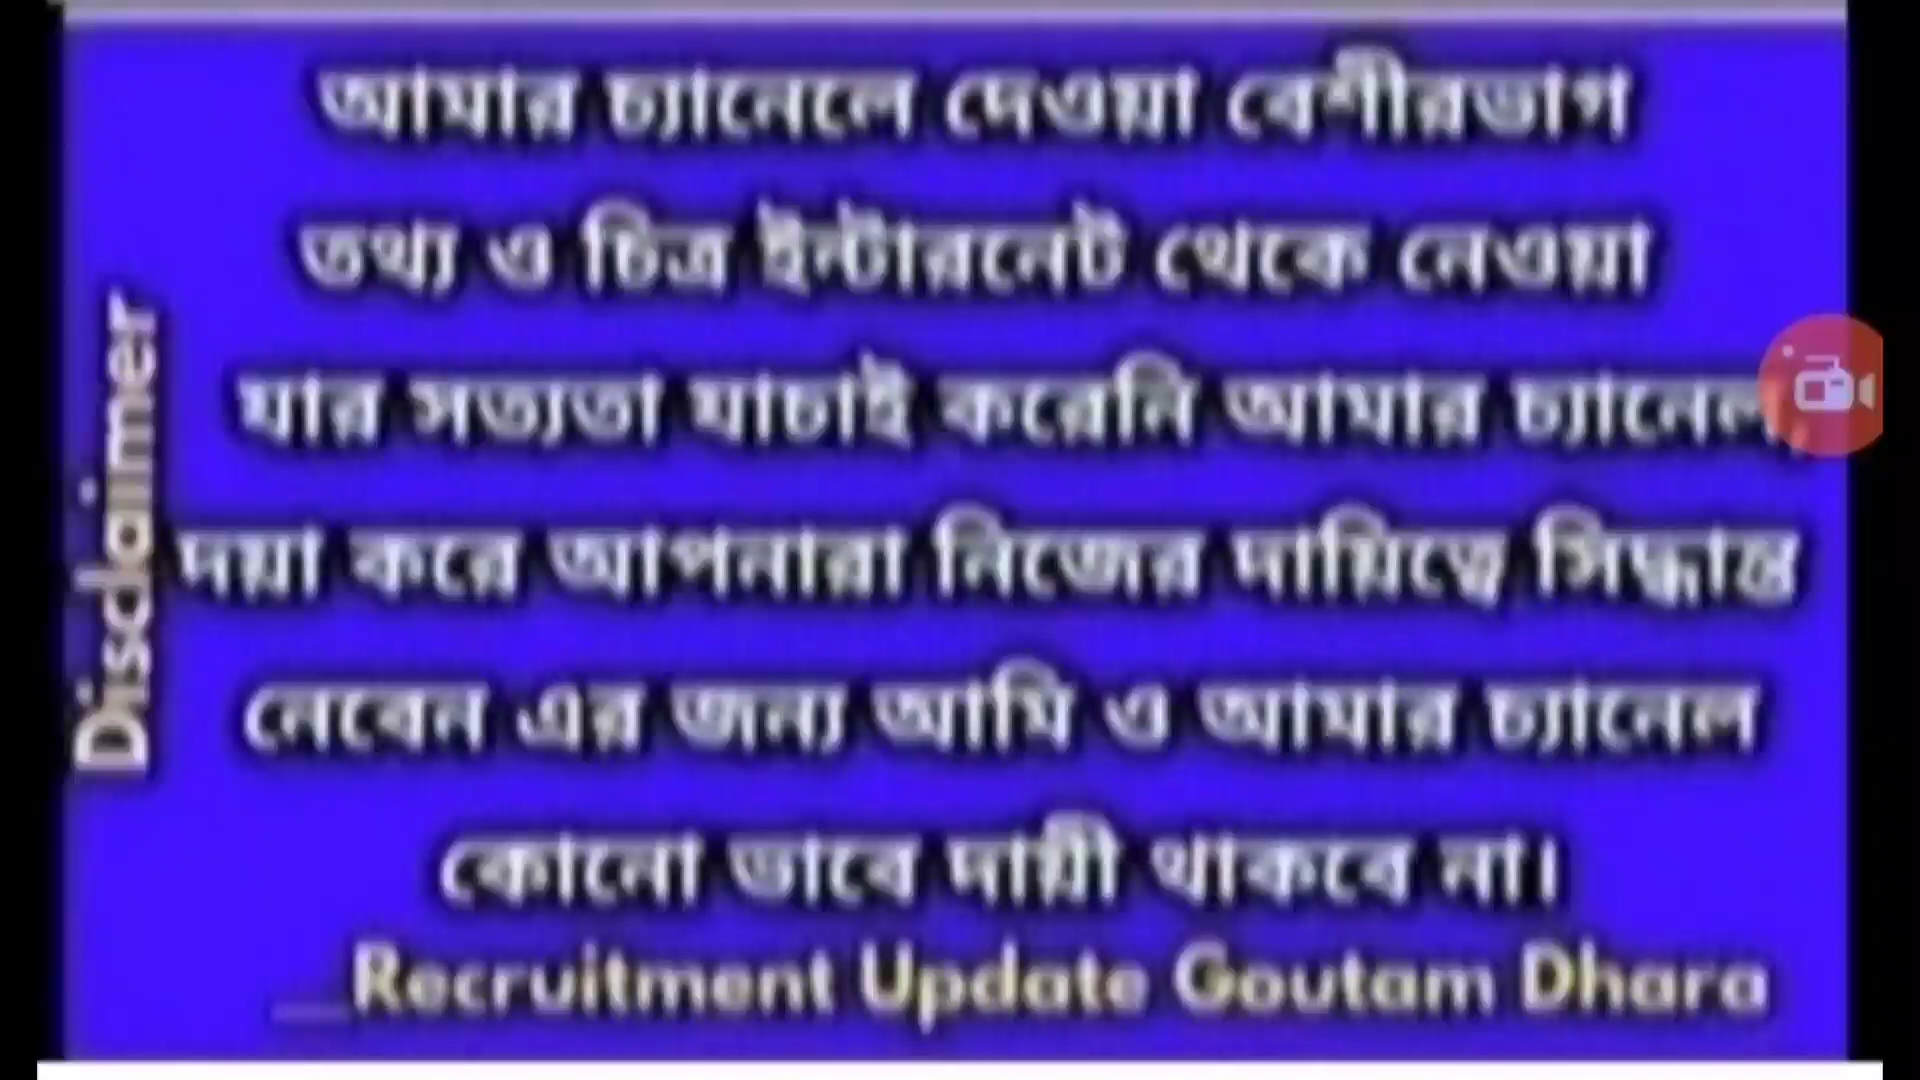 Disclaimer
আমার চ্যানেলে দেওয়া বেশীরভাগ
তথ্য ও চিত্র ইন্টারনেট থেকে নেওয়া
যার সত্যতা যাচাই করেনি আমার চ্যানেল,
দয়া করে আপনারা নিজের দায়িত্বে সিদ্ধান্ত
নেবেন এর জন্য আমি ও আমার চ্যানেল
কোনো ভাবে দায়ী থাকবে না।
__Recruitment Update Goutam Dhara